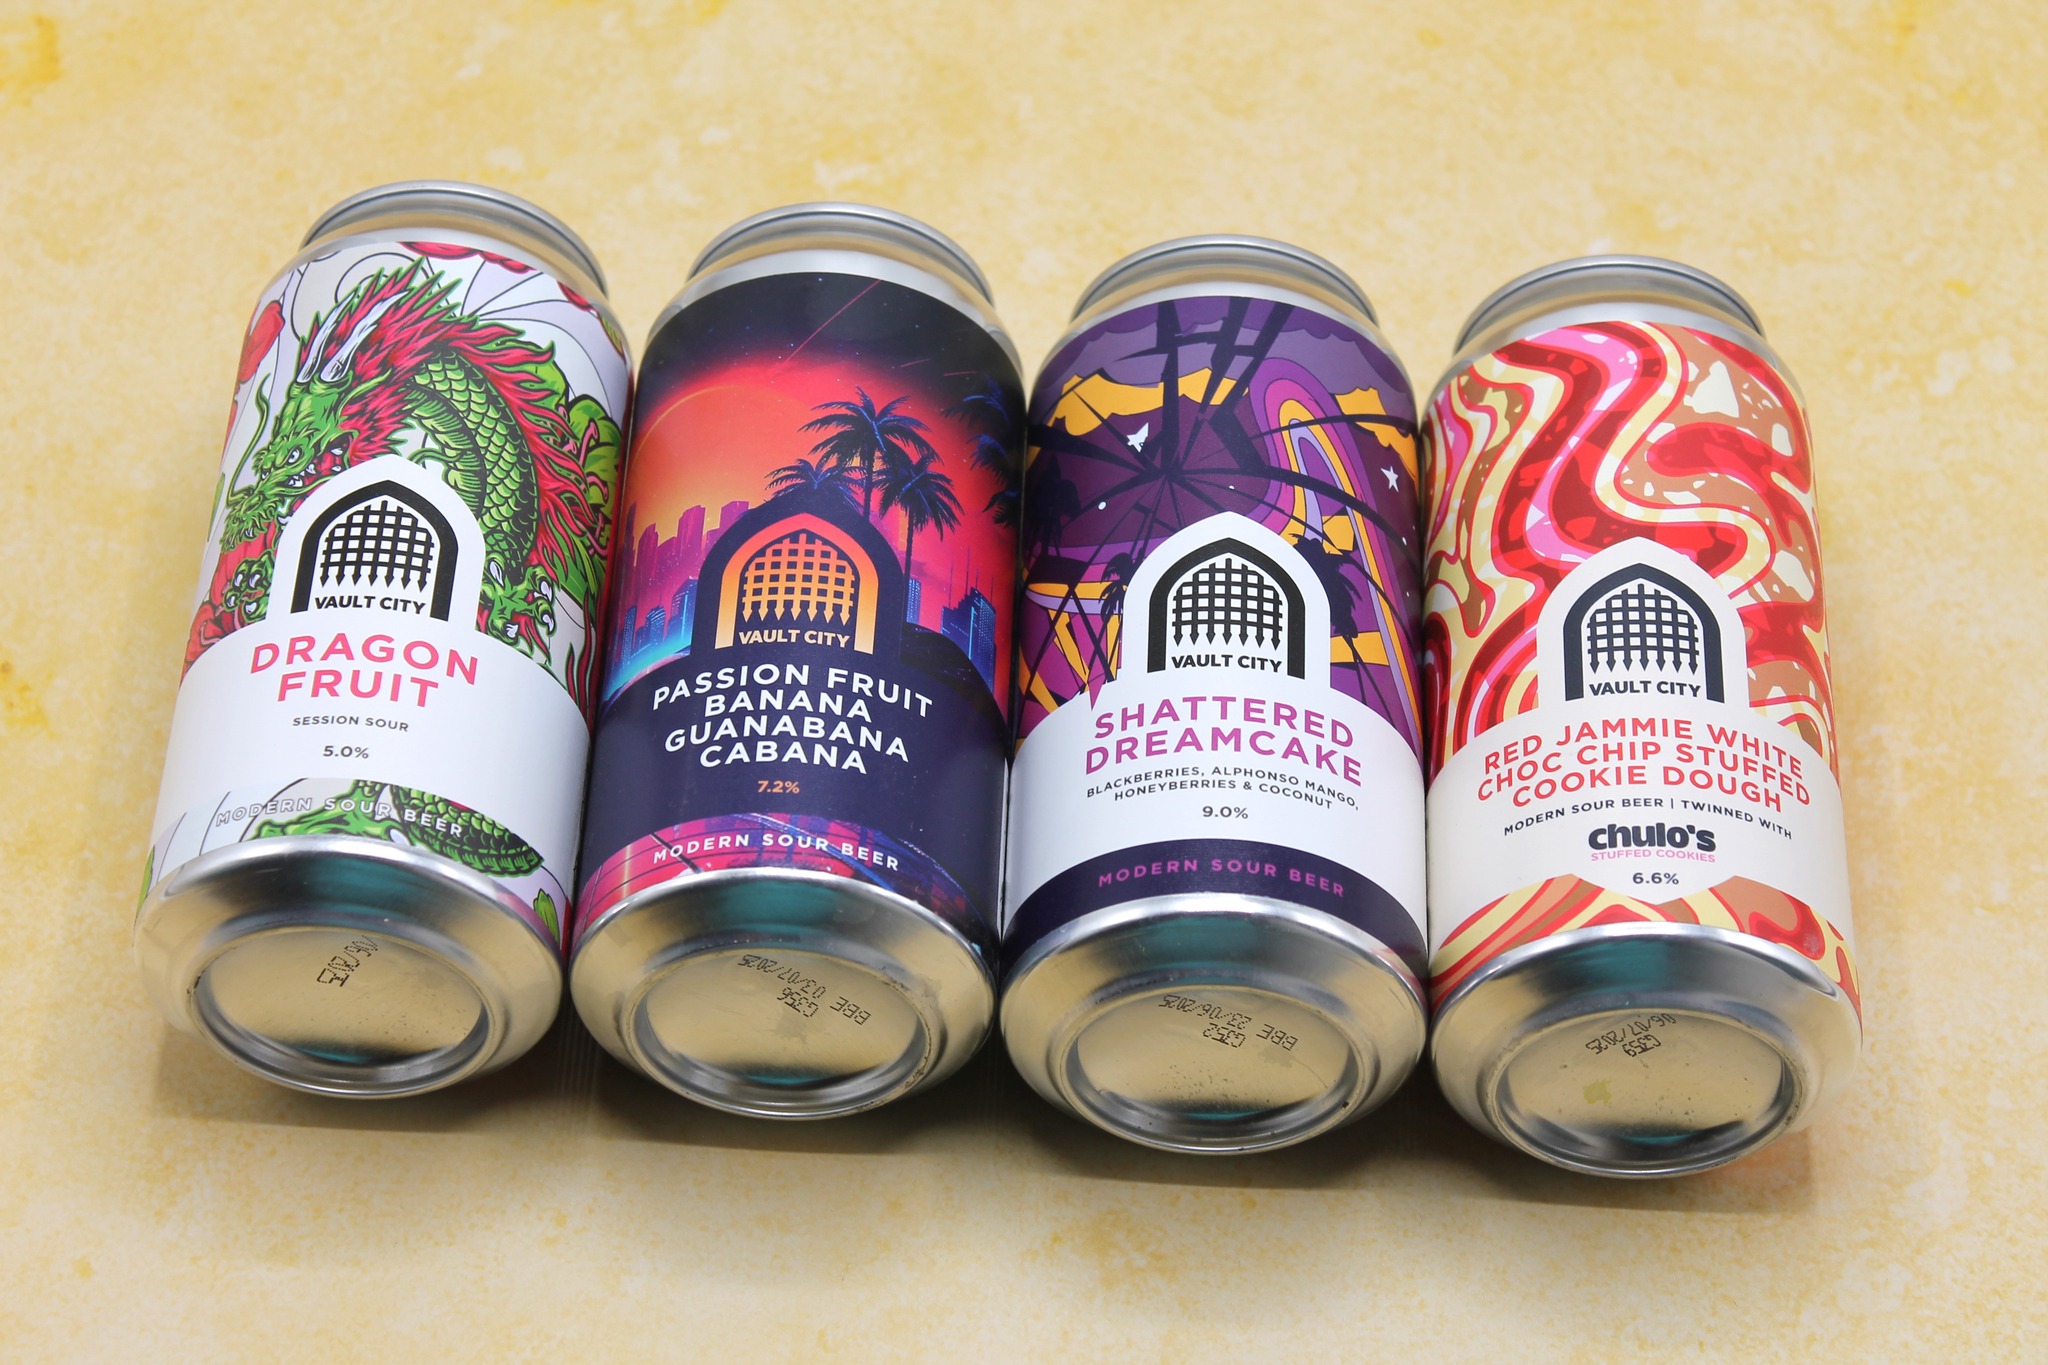 VAULT CITY
DRAGON
FRUIT
SESSION SOUR
5.0%
MODERN SOUR BEER
VAULT CITY
PASSION FRUIT
BANANA
GUANABANA
CABANA
7.2%
MODERN SOUR BEER
BBE 03/07/2025
G356
VAULT CITY
SHATTERED
DREAMCAKE
BLACKBERRIES, ALPHONSO MANGO,
HONEYBERRIES & COCONUT
9.0%
MODERN SOUR BEER
BBE 23/06/2025
G352
VAULT CITY
RED JAMMIE WHITE
CHOC CHIP STUFFED
COOKIE DOUGH
MODERN SOUR BEER | TWINNED WITH
chulo's
STUFFED COOKIES
6.6%
06/07/2025
G359